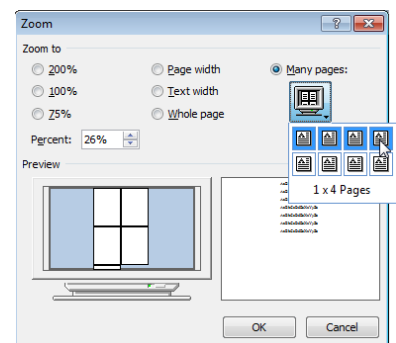 Zoom
Zoom to
200%
Page width
Many pages:
100%
Text width
75%
Whole page
Percent: 26%
1 x 4 Pages
Preview
OK
Cancel